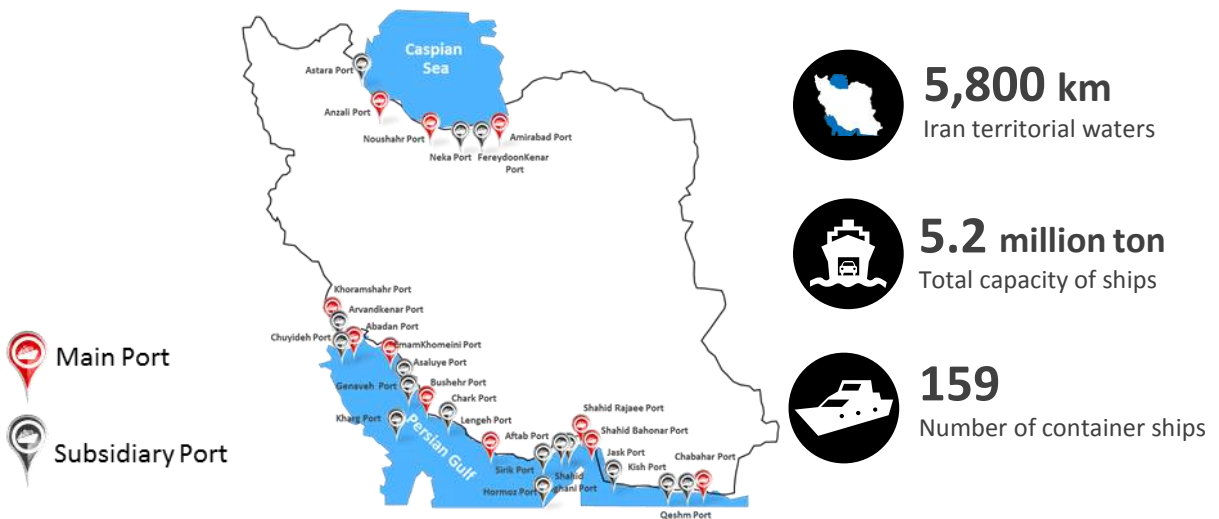 Caspian
Sea
Astara Port
Anzali Port
Noushahr Port
Neka Port
FereydoonKenar
Port
Amirabad Port
Khoramshahr Port
Arvandkenar Port
Abadan Port
Chuyideh Port
Asaluye Port
Genaveh Port
Bushehr Port
Chark Port
Kharg Port
Lengeh Port
Persian Gulf
Shahid Rajaee Port
Aftab Port
Shahid Bahonar Port
Jask Port
Chabahar Port
Sirik Port
Shahid
Kish Port
Hormoz Port
Port
Qeshm Port
Main Port
Subsidiary Port
5,800 km
Iran territorial waters
5.2 million ton
Total capacity of ships
159
Number of container ships